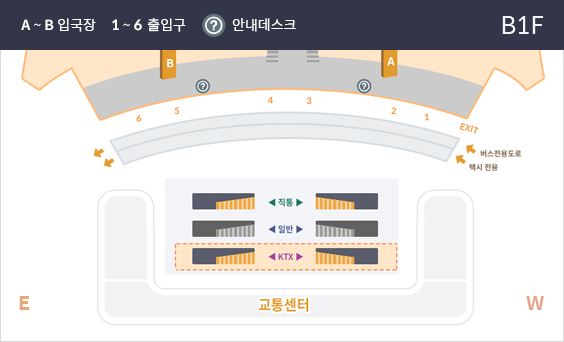 A ~ B 입국장 1 ~ 6 출입구 ? 안내데스크 B1F
B A
? ?
6 5 4 3 2 1 EXIT
버스전용도로
택시 전용
◀ 직통 ▶
◀ 일반 ▶
◀ KTX ▶
E 교통센터 W